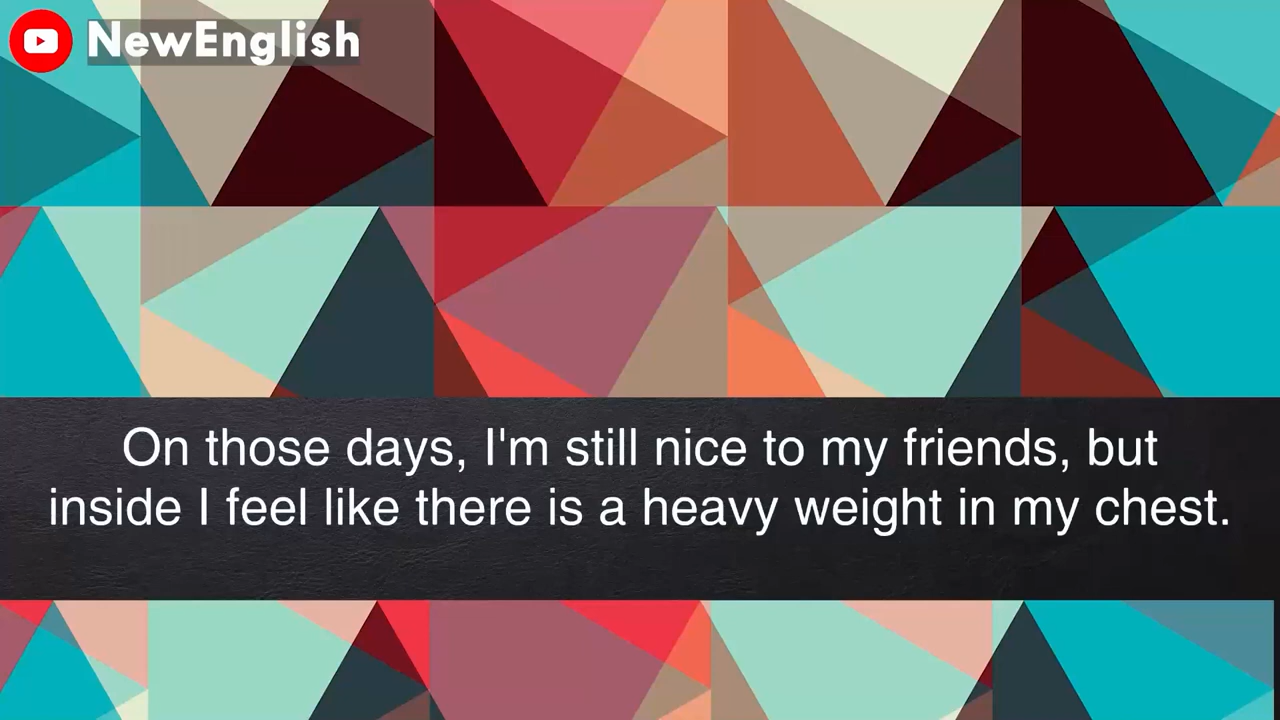 NewEnglish
On those days, I'm still nice to my friends, but
inside I feel like there is a heavy weight in my chest.